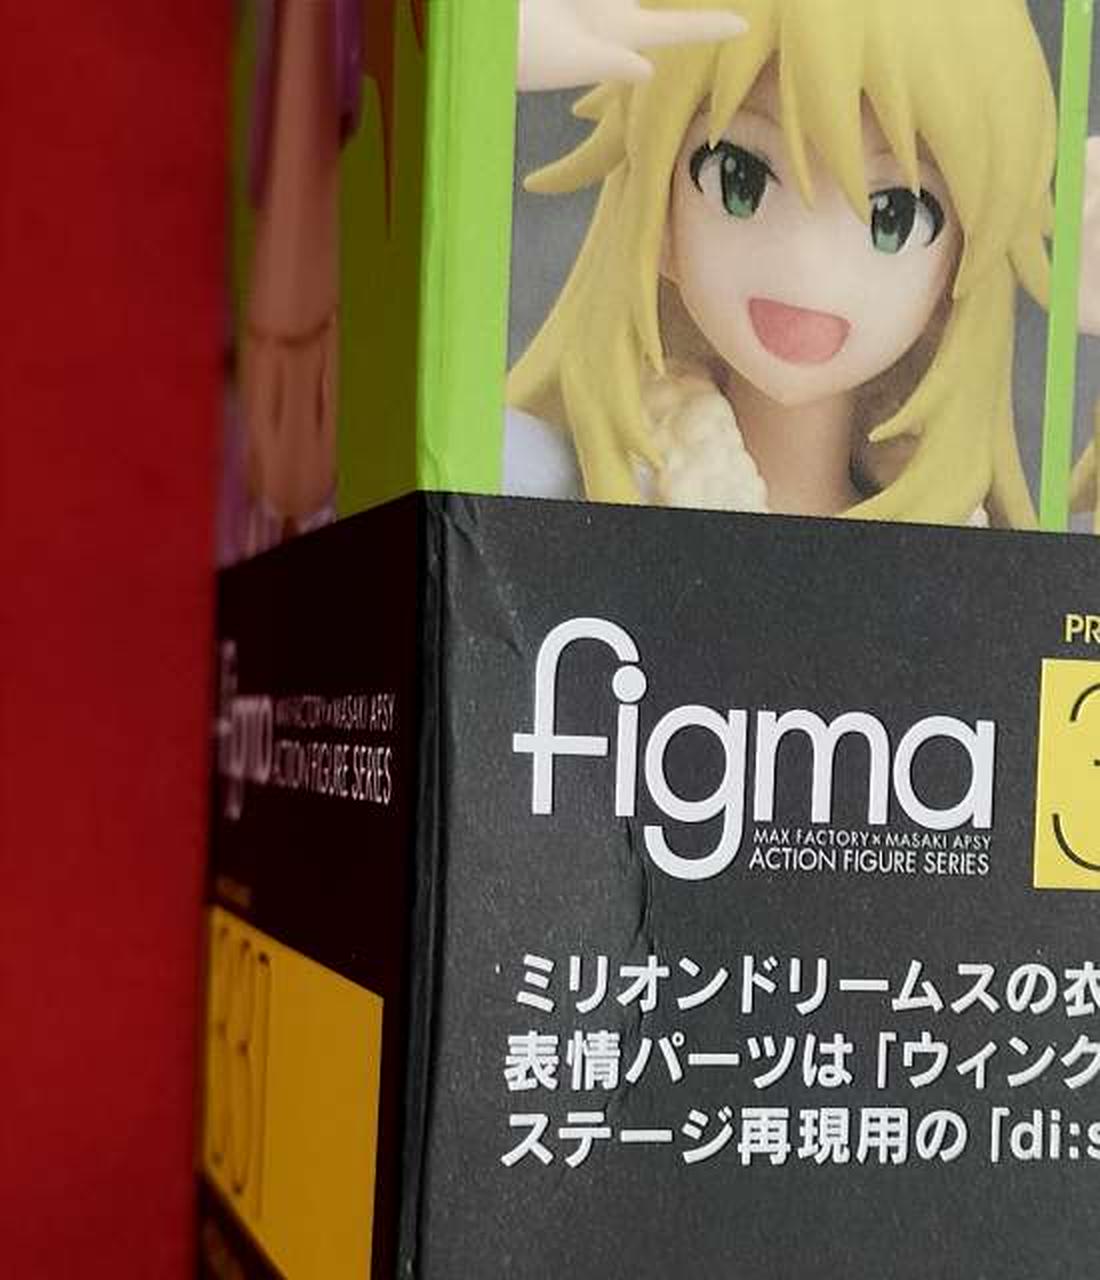 figma
MAX FACTORY×MASAKI APSY
ACTION FIGURE SERIES
PR
3
ミリオンドリームスの衣
表情パーツは「ウィンク
ステージ再現用の「di:s
figma MAX FACTORY×MASAKI APSY
ACTION FIGURE SERIES